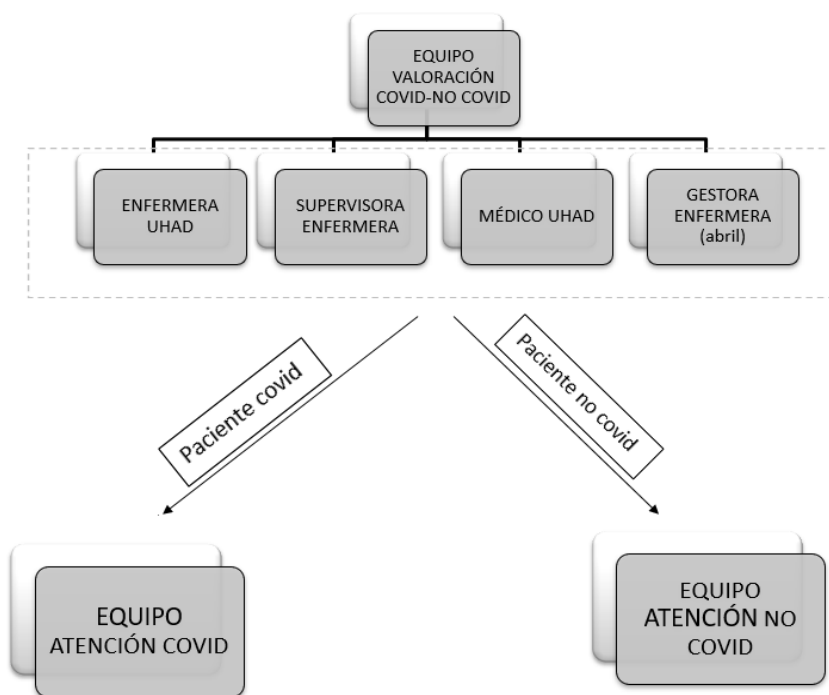 EQUIPO
VALORACIÓN
COVID-NO COVID
ENFERMERA
UHAD
SUPERVISORA
ENFERMERA
MÉDICO UHAD
GESTORA
ENFERMERA
(abril)
Paciente covid
Paciente no covid
EQUIPO
ATENCIÓN COVID
EQUIPO
ATENCIÓN NO
COVID